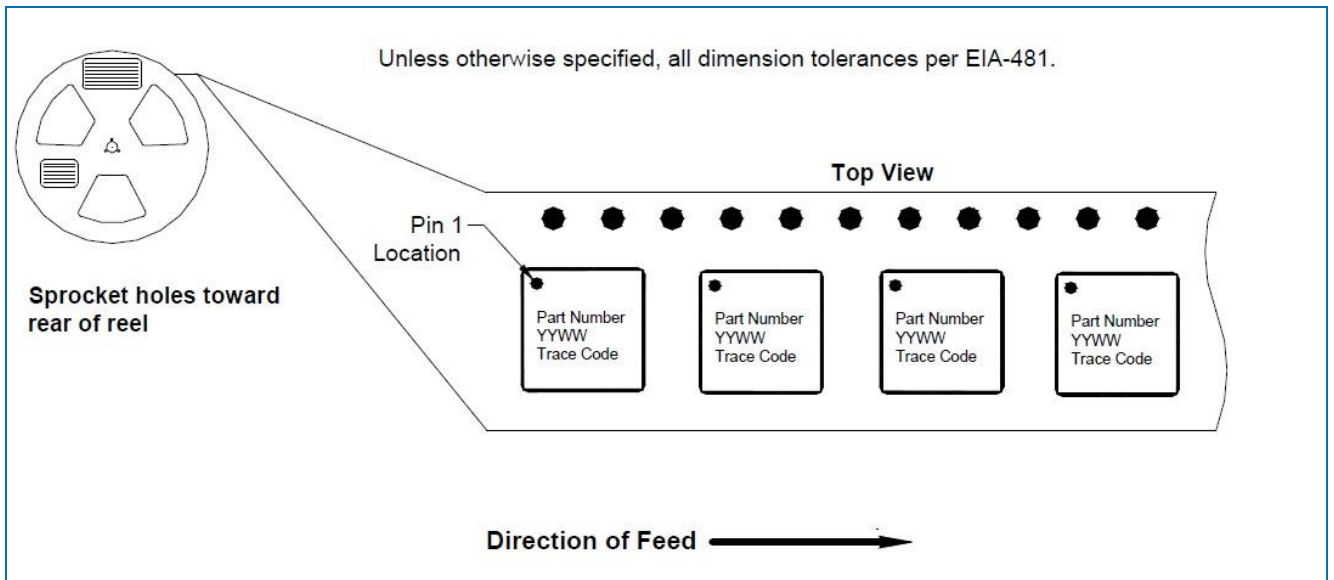 Unless otherwise specified, all dimension tolerances per EIA-481.
Top View
Pin 1
Location
Sprocket holes toward
rear of reel
Part Number
YYWW
Trace Code
Part Number
YYWW
Trace Code
Part Number
YYWW
Trace Code
Part Number
YYWW
Trace Code
Direction of Feed